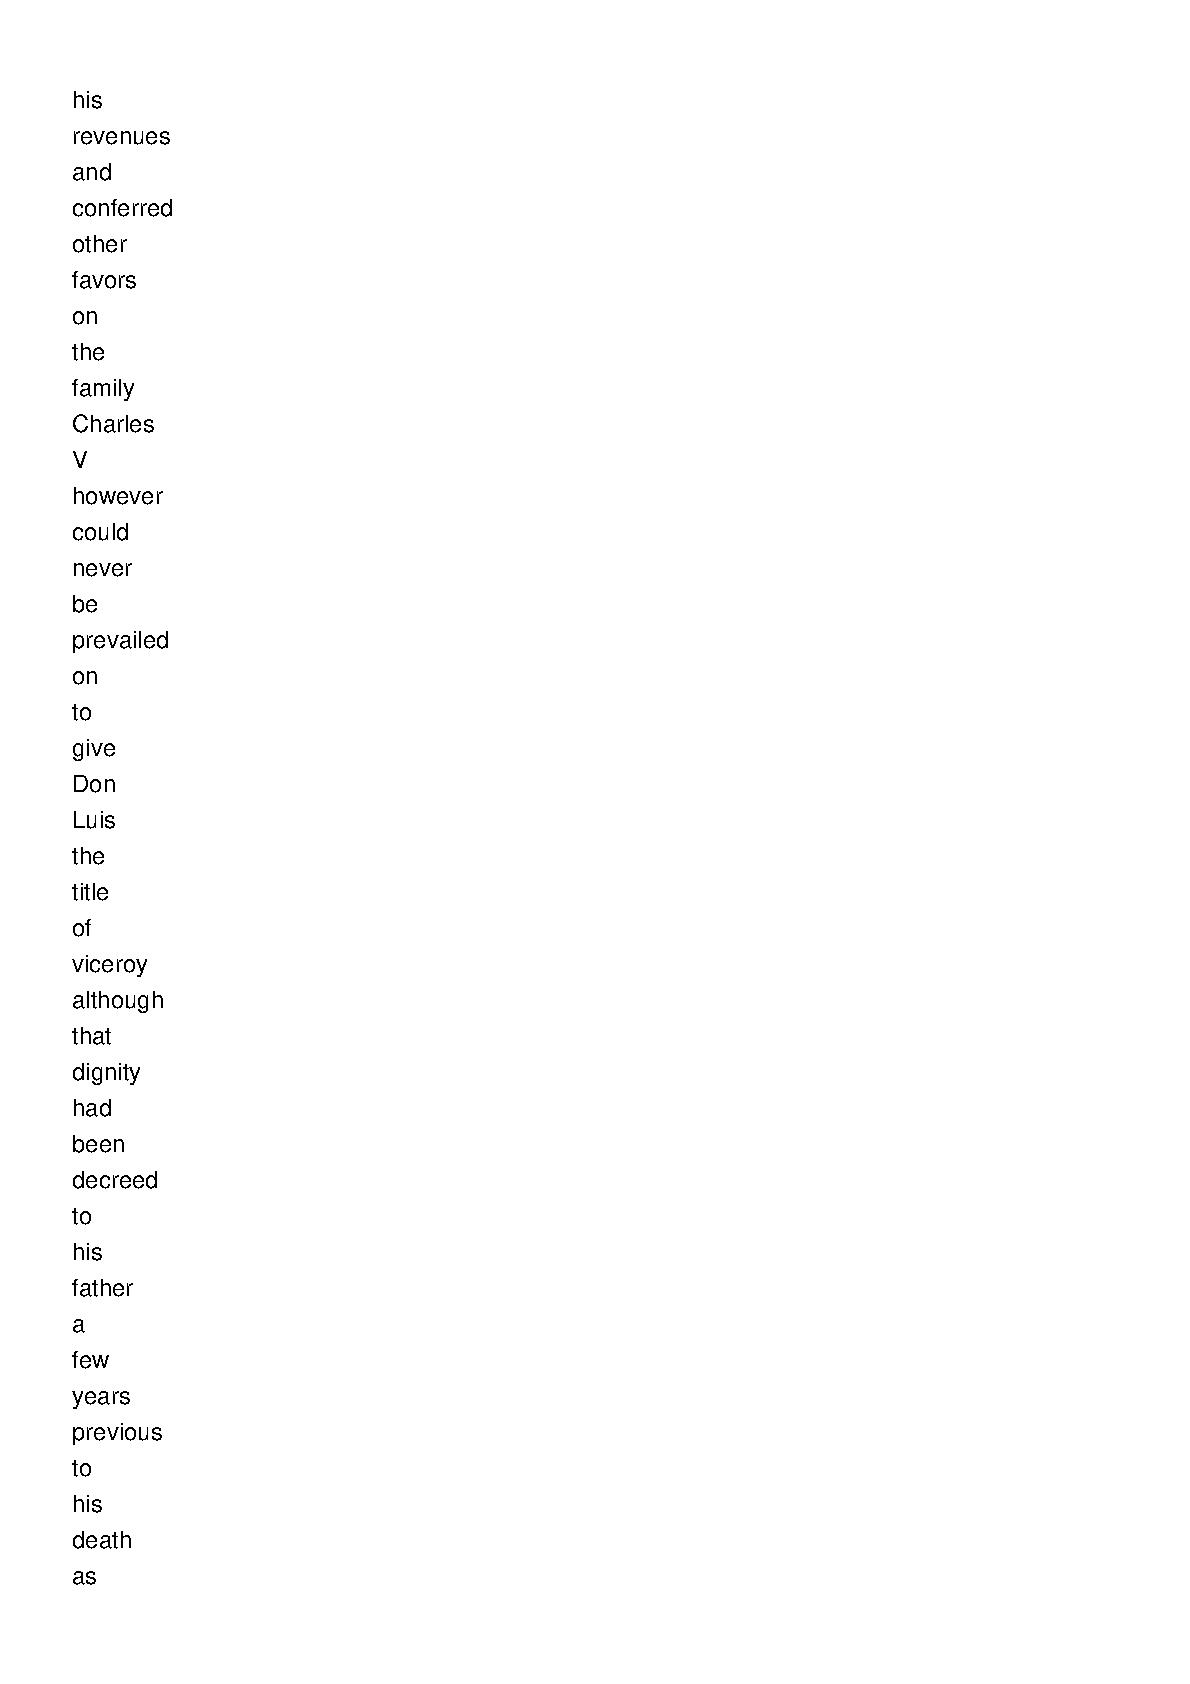 his
revenues
and
conferred
other
favors
on
the
family
Charles
V
however
could
never
be
prevailed
on
to
give
Don
Luis
the
title
of
viceroy
although
that
dignity
had
been
decreed
to
his
father
a
few
years
previous
to
his
death
as